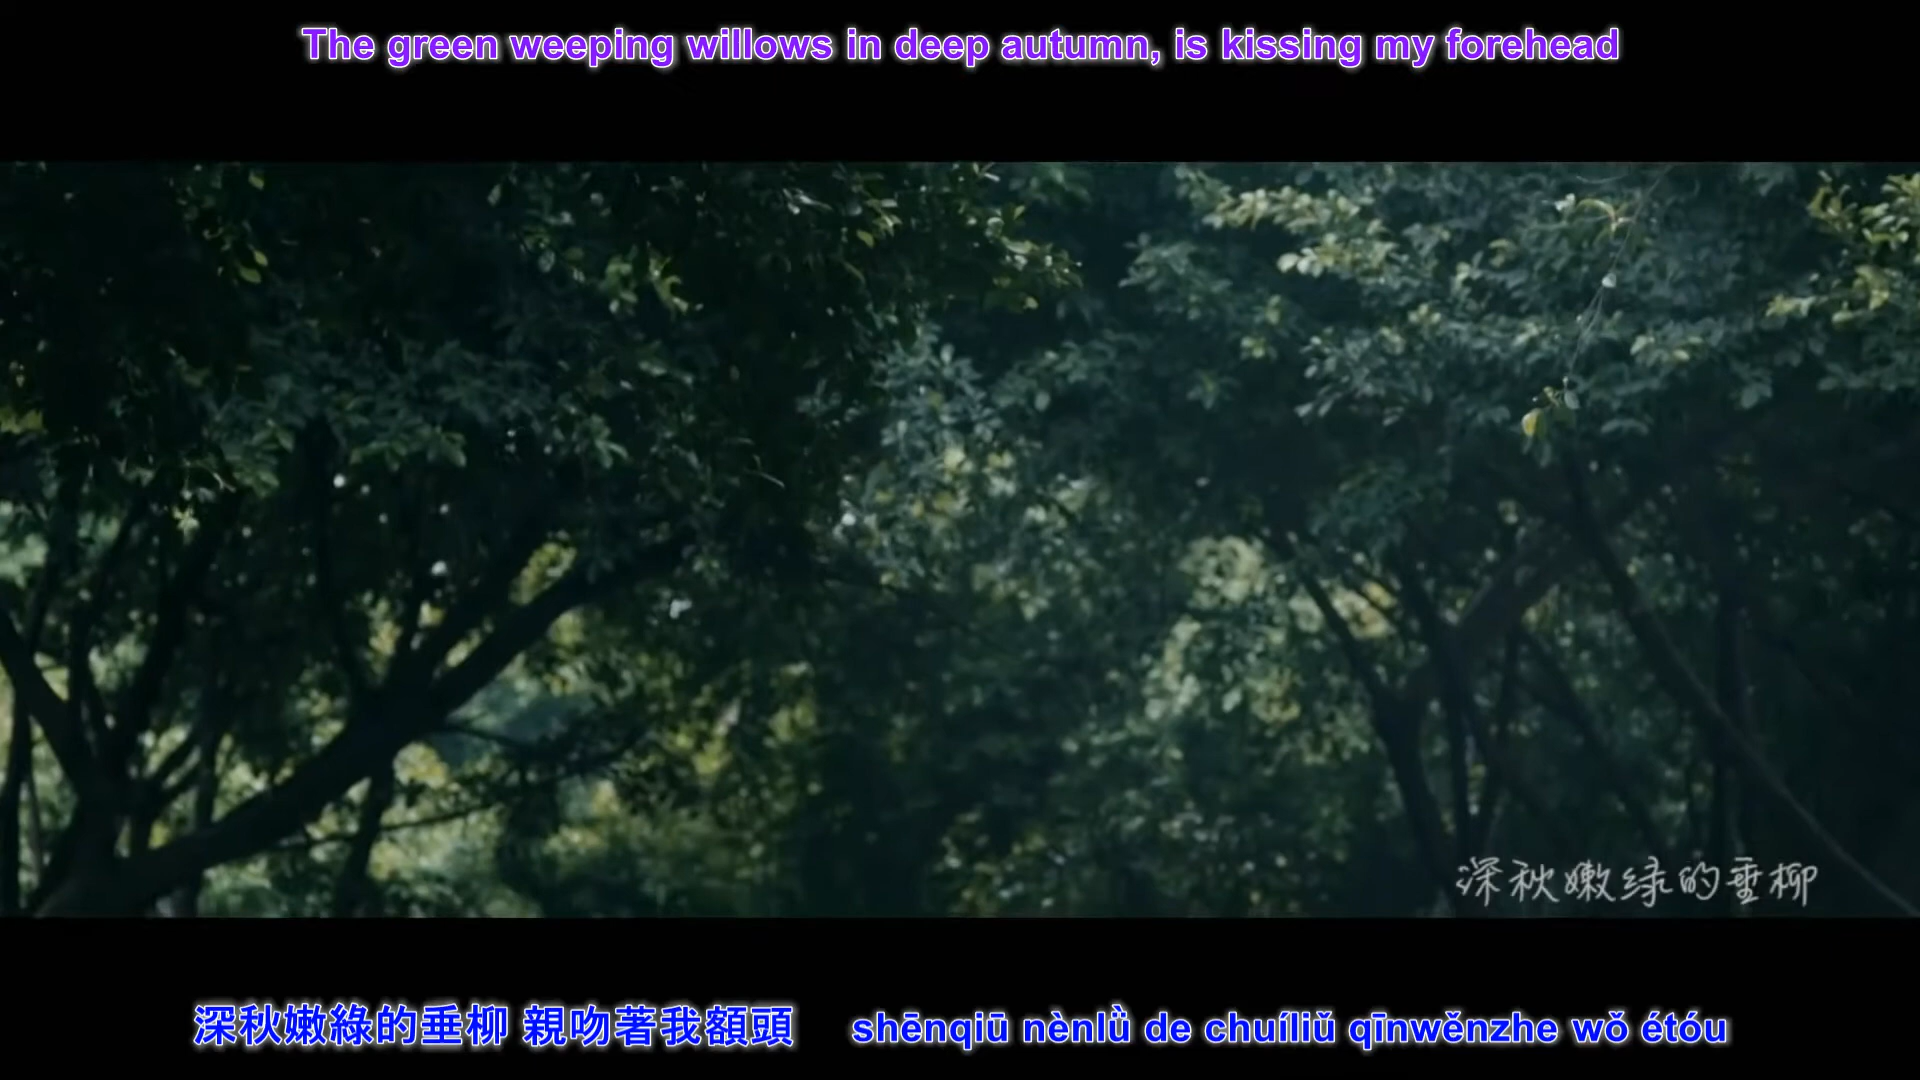 The green weeping willows in deep autumn, is kissing my forehead
深秋嫩绿的垂柳
深秋嫩綠的垂柳 親吻著我額頭 shēnqiū nènlǜ de chuíliǔ qīnwěnzhe wǒ étóu